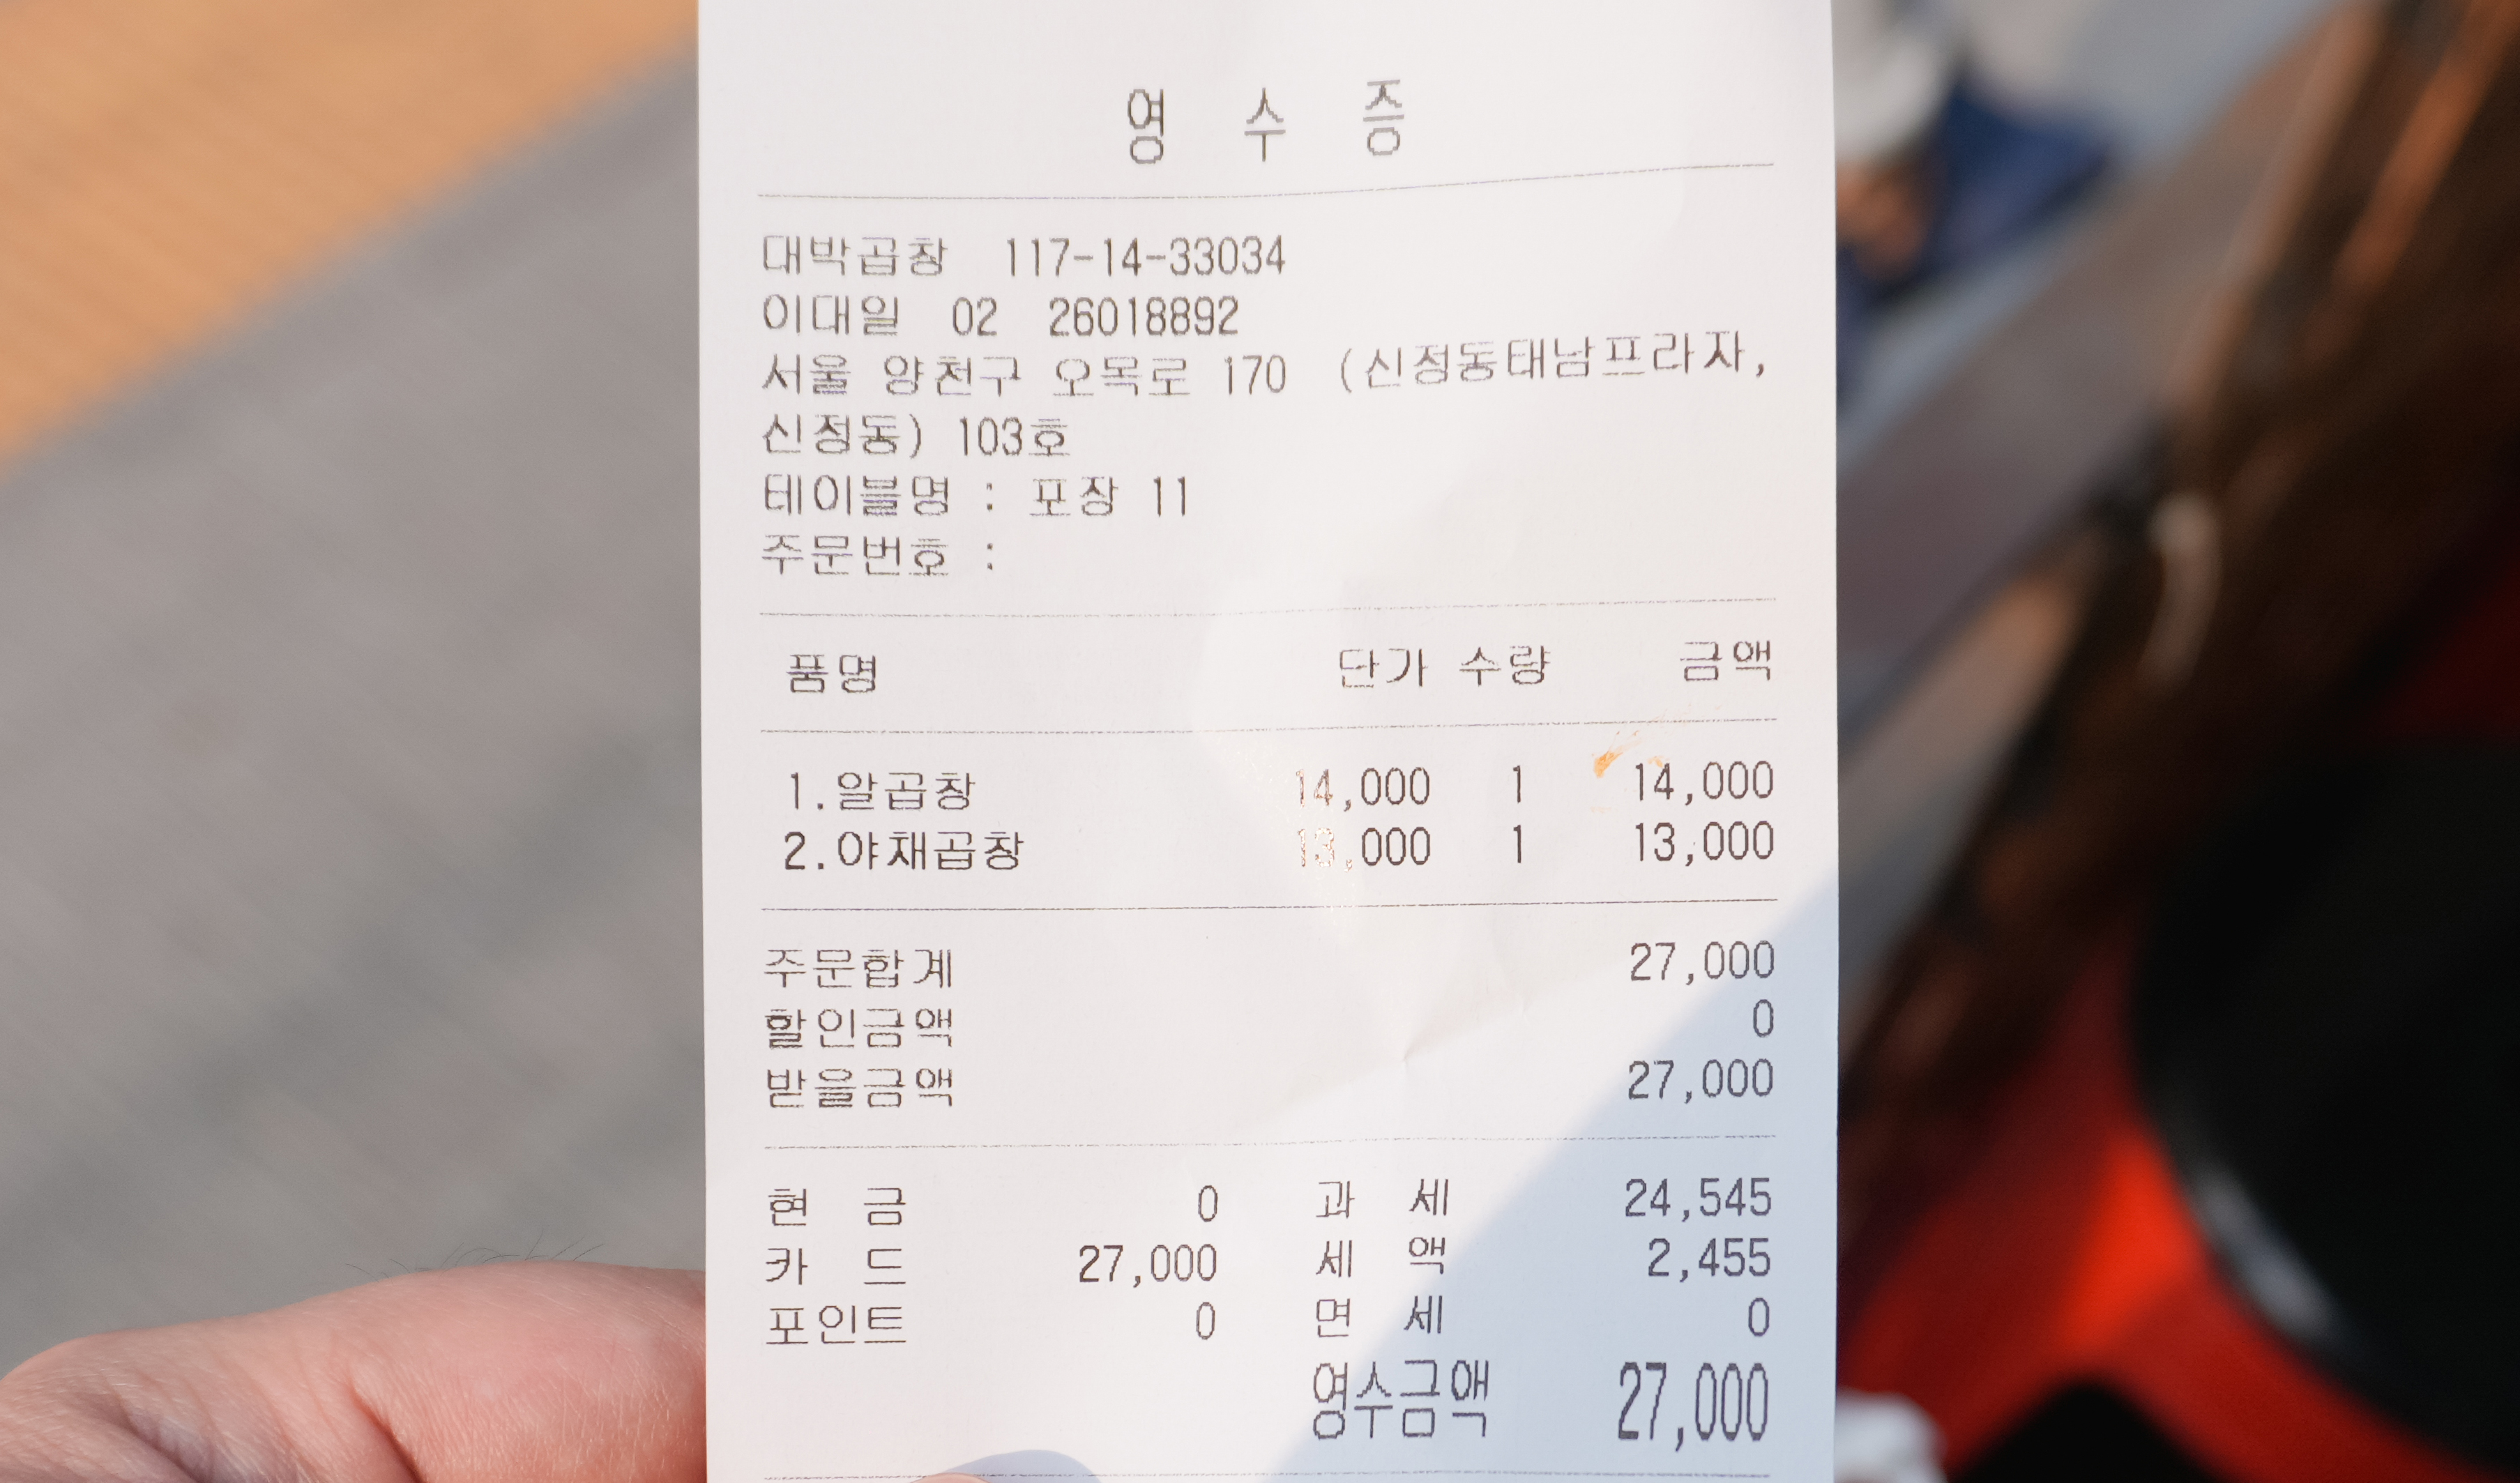 영 수 증
대박곱창 117-14-33034
이대일 02 26018892
서울 양천구 오목로 170 (신정동태남프라자,
신정동) 103호
테이블명 : 포장 11
주문번호 :
품명 단가 수량 금액
1.알곱창 14,000 1 14,000
2.야채곱창 13,000 1 13,000
주문합계 27,000
할인금액 0
받을금액 27,000
현 금 0 과 세 24,545
카 드 27,000 세 액 2,455
포인트 0 면 세 0
영수금액 27,000